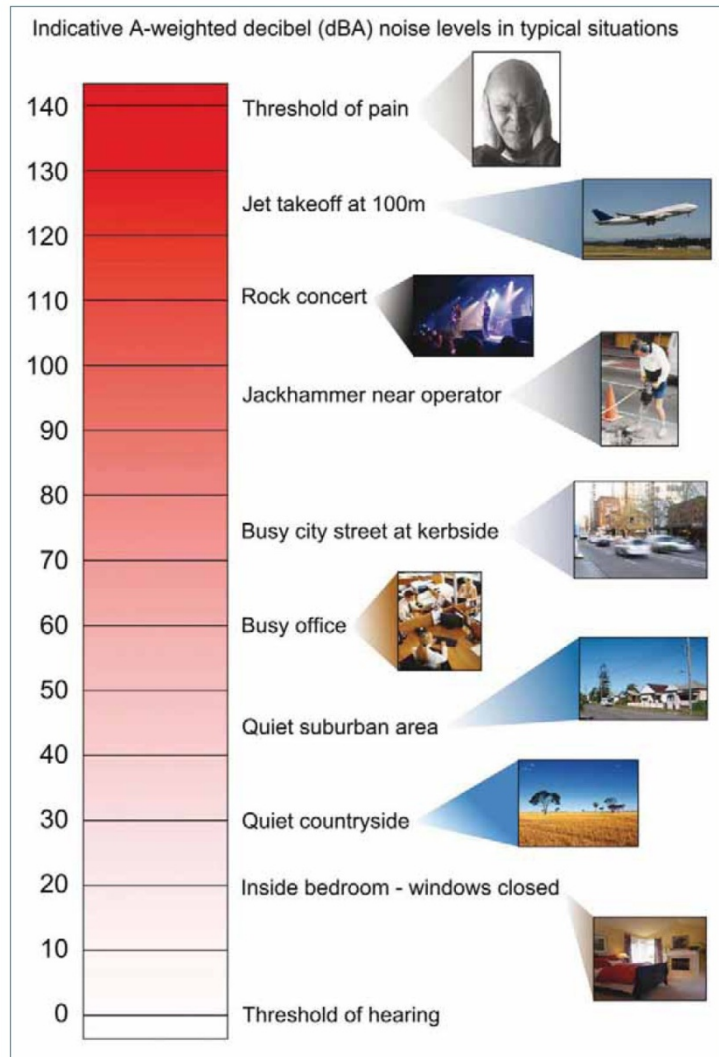 Indicative A-weighted decibel (dBA) noise levels in typical situations
140
Threshold of pain
130
Jet takeoff at 100m
120
110
Rock concert
100
Jackhammer near operator
90
80
Busy city street at kerbside
70
60
Busy office
50
Quiet suburban area
40
30
Quiet countryside
20
Inside bedroom - windows closed
10
0
Threshold of hearing